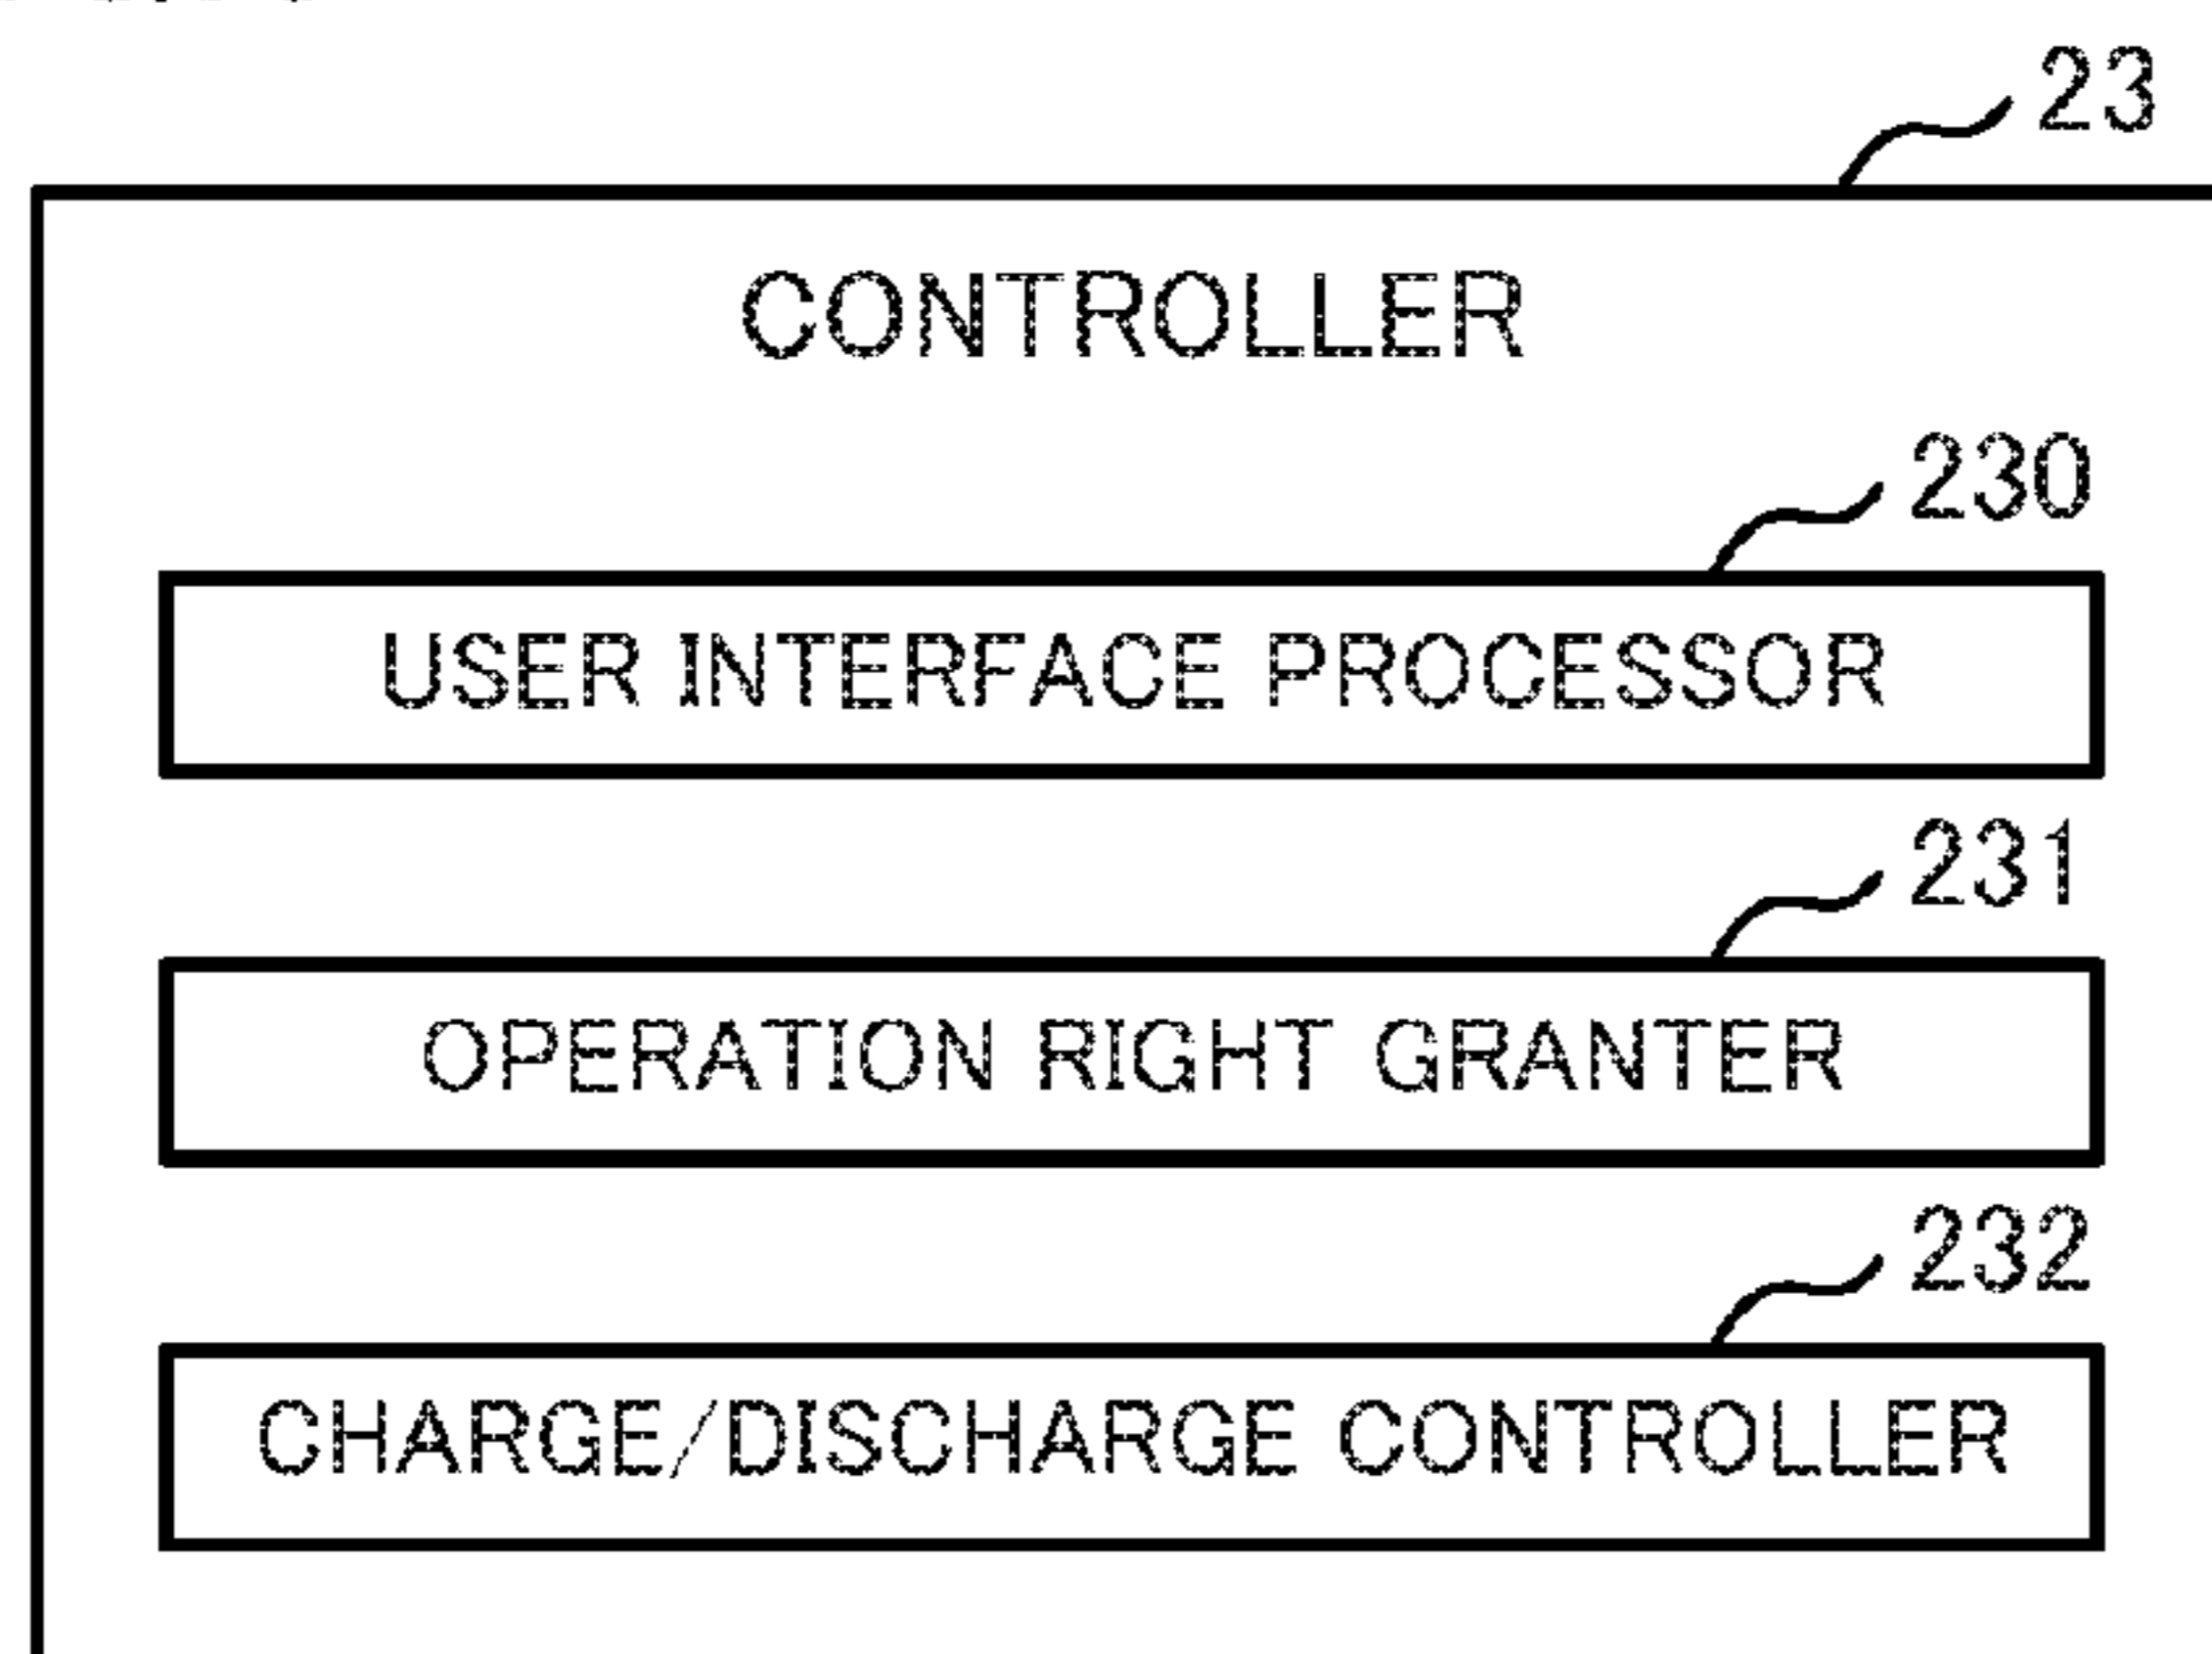 23
CONTROLLER
230
USER INTERFACE PROCESSOR
231
OPERATION RIGHT GRANTER
232
CHARGE/DISCHARGE CONTROLLER